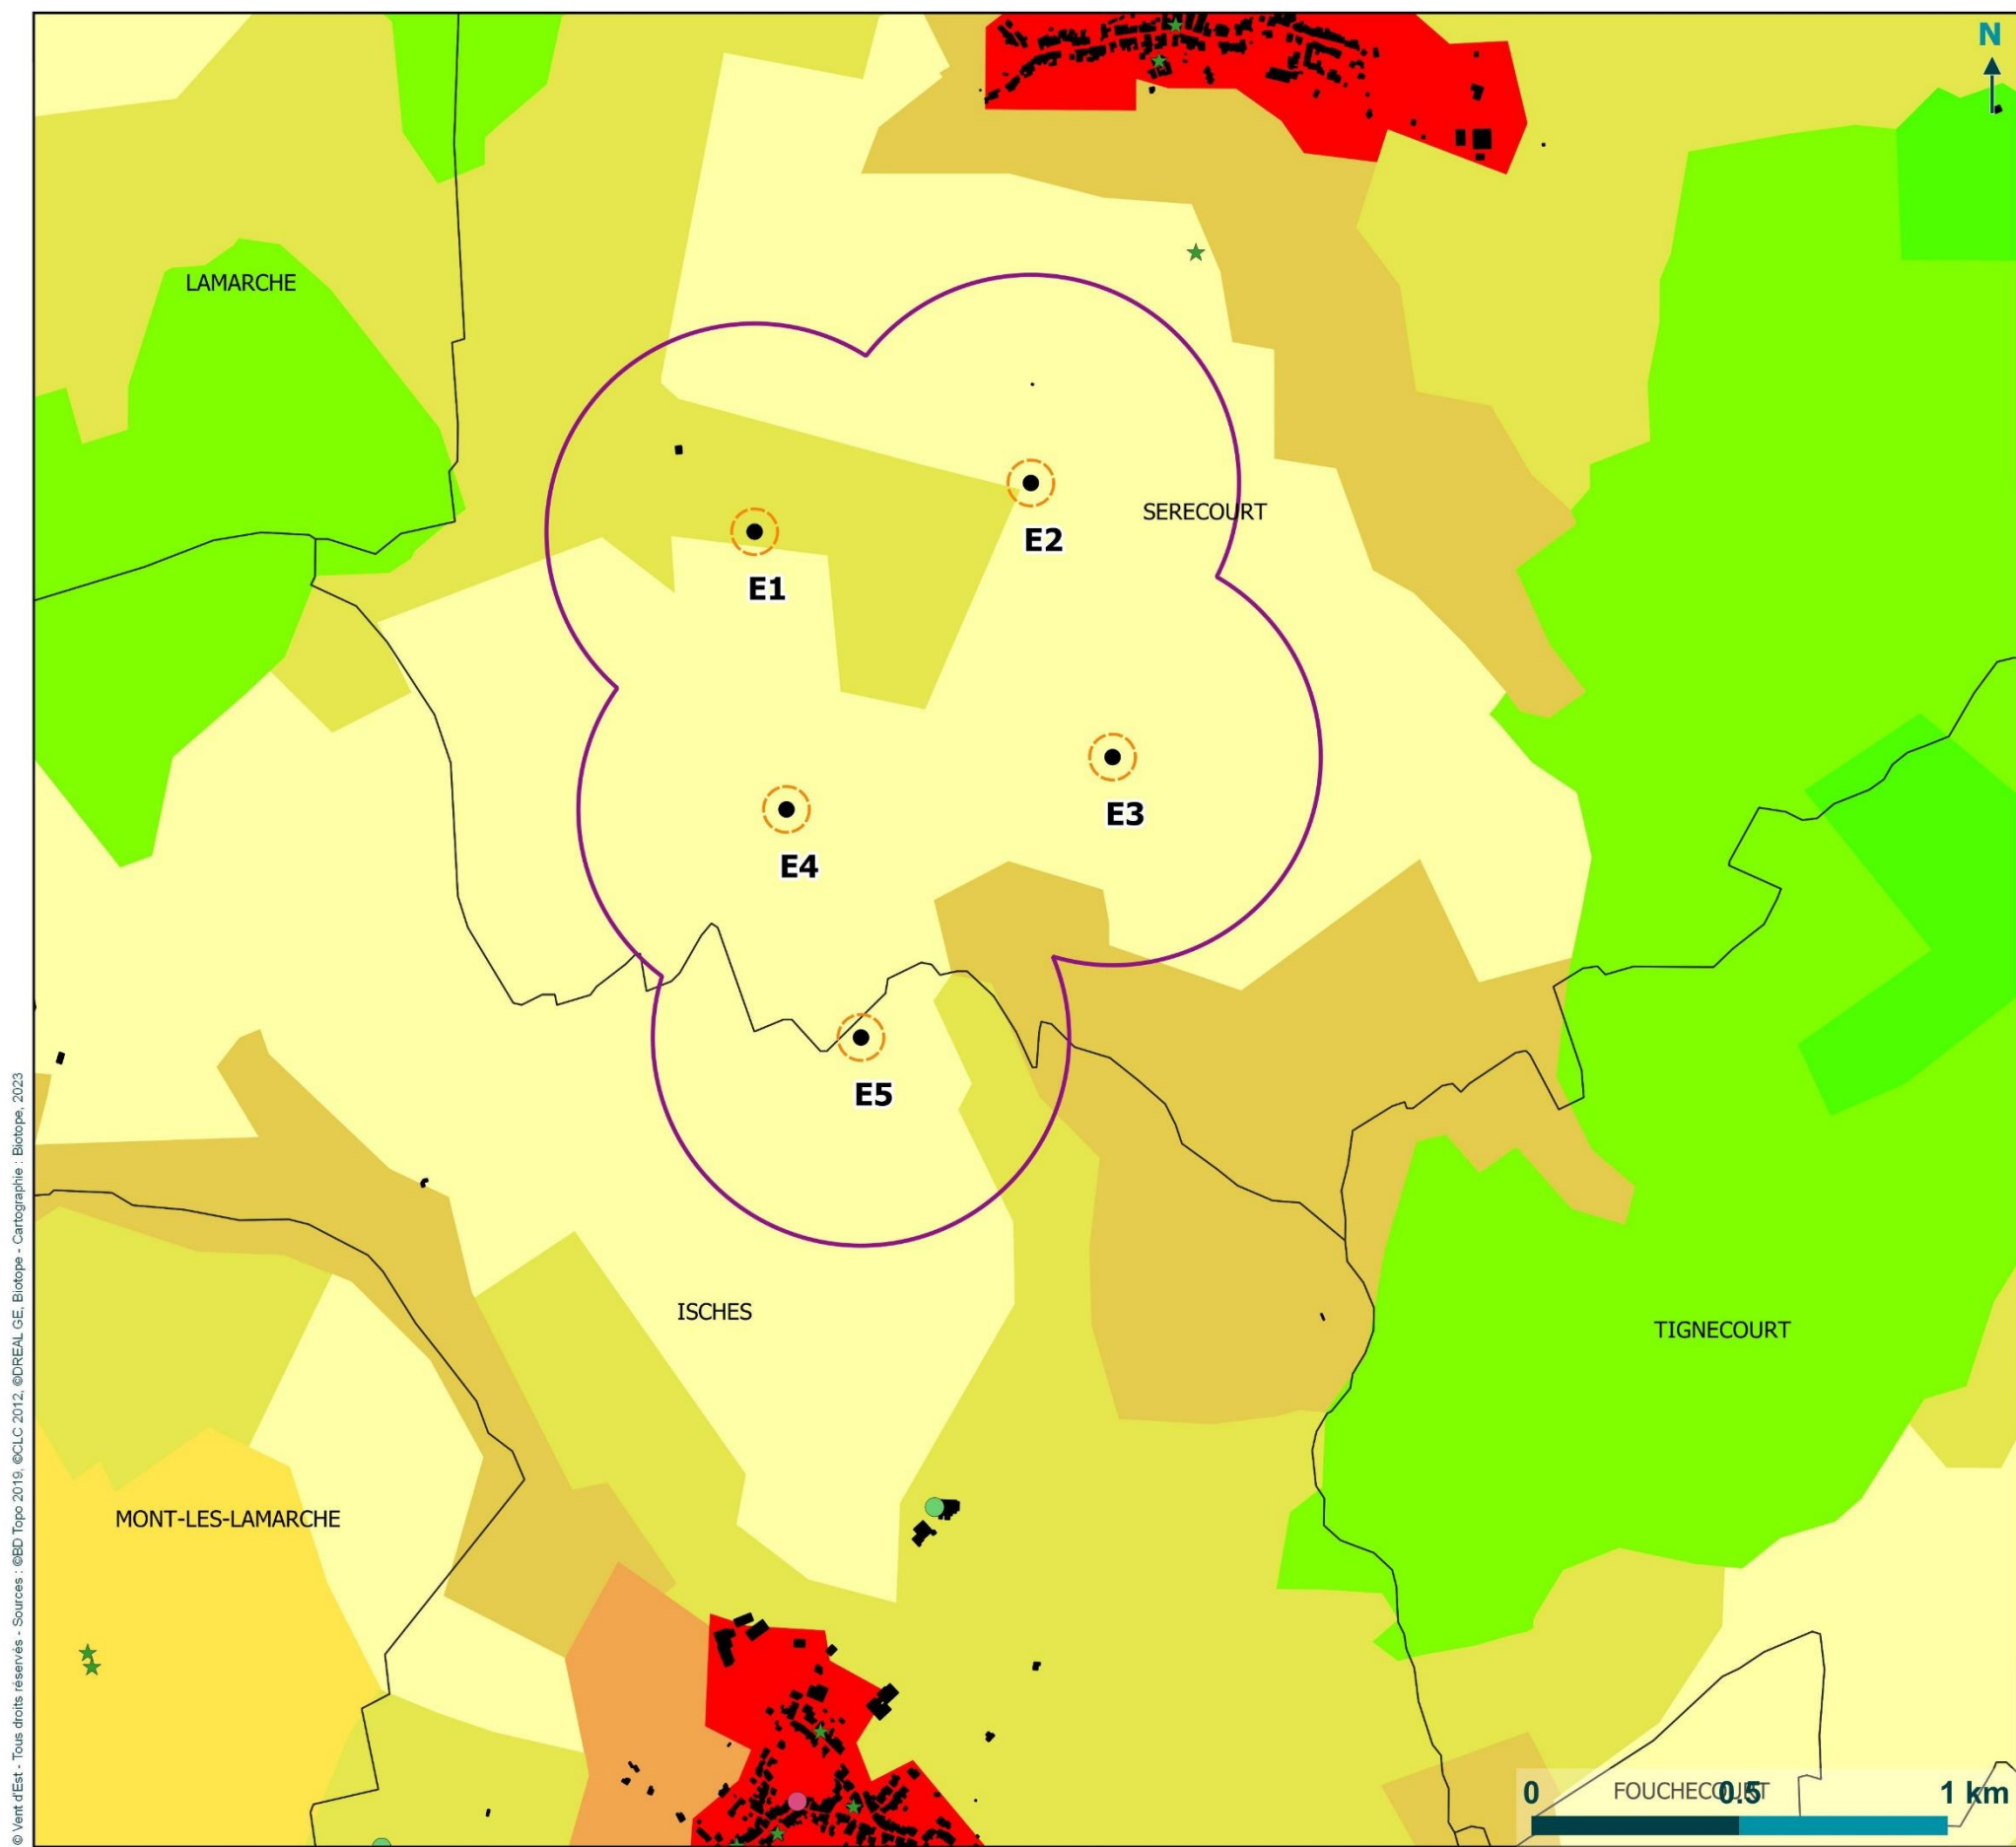 N
LAMARCHE
E2
SERECOURT
E1
E3
E4
E5
ISCHES
TIGNECOURT
MONT-LES-LAMARCHE
FOUCHECOURT
0 0.5 1 km
© Vent d'Est - Tous droits réservés - Sources : ©BD Topo 2019, ©CLC 2012, ©DREAL GE, Biotope - Cartographie : Biotope, 2023